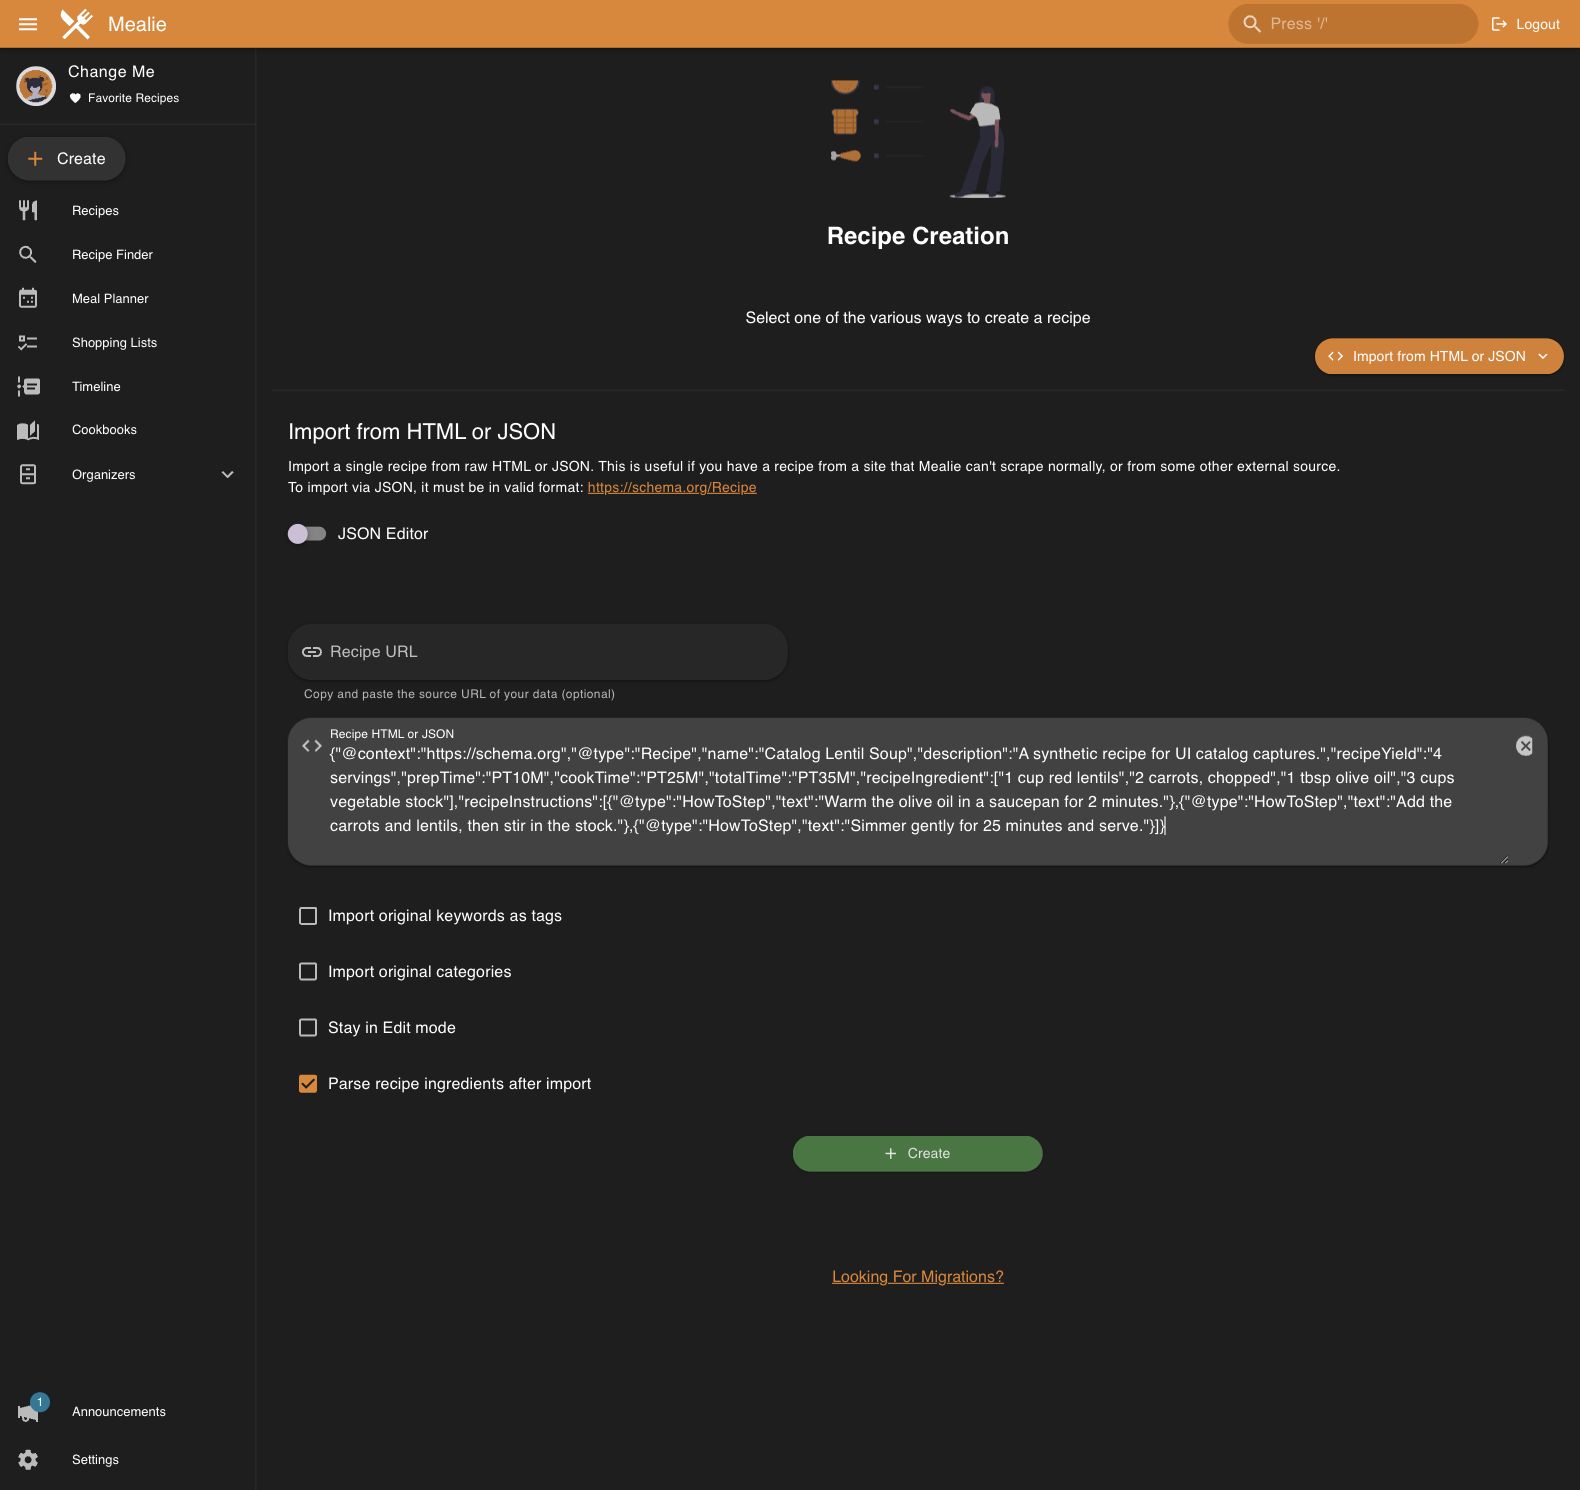 Mealie
Press '/'
Logout
Change Me
Favorite Recipes
Create
Recipes
Recipe Finder
Meal Planner
Shopping Lists
Timeline
Cookbooks
Organizers
Recipe Creation
Select one of the various ways to create a recipe
Import from HTML or JSON
Import from HTML or JSON
Import a single recipe from raw HTML or JSON. This is useful if you have a recipe from a site that Mealie can't scrape normally, or from some other external source.
To import via JSON, it must be in valid format: https://schema.org/Recipe
JSON Editor
Recipe URL
Copy and paste the source URL of your data (optional)
Recipe HTML or JSON
{"@context":"https://schema.org","@type":"Recipe","name":"Catalog Lentil Soup","description":"A synthetic recipe for UI catalog captures.","recipeYield":"4
servings","prepTime":"PT10M","cookTime":"PT25M","totalTime":"PT35M","recipeIngredient":["1 cup red lentils","2 carrots, chopped","1 tbsp olive oil","3 cups
vegetable stock"],"recipeInstructions":[{"@type":"HowToStep","text":"Warm the olive oil in a saucepan for 2 minutes."},{"@type":"HowToStep","text":"Add the
carrots and lentils, then stir in the stock."},{"@type":"HowToStep","text":"Simmer gently for 25 minutes and serve."}]}
Import original keywords as tags
Import original categories
Stay in Edit mode
Parse recipe ingredients after import
Create
Looking For Migrations?
1
Announcements
Settings